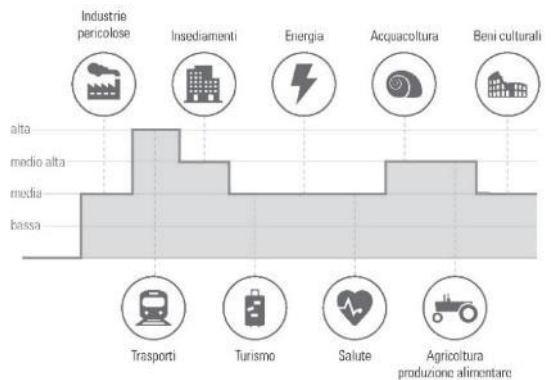 Industrie
pericolose
Insediamenti
Energia
Acquacoltura
Beni culturali
alta
medio alta
media
bassa
Trasporti
Turismo
Salute
Agricoltura
produzione alimentare